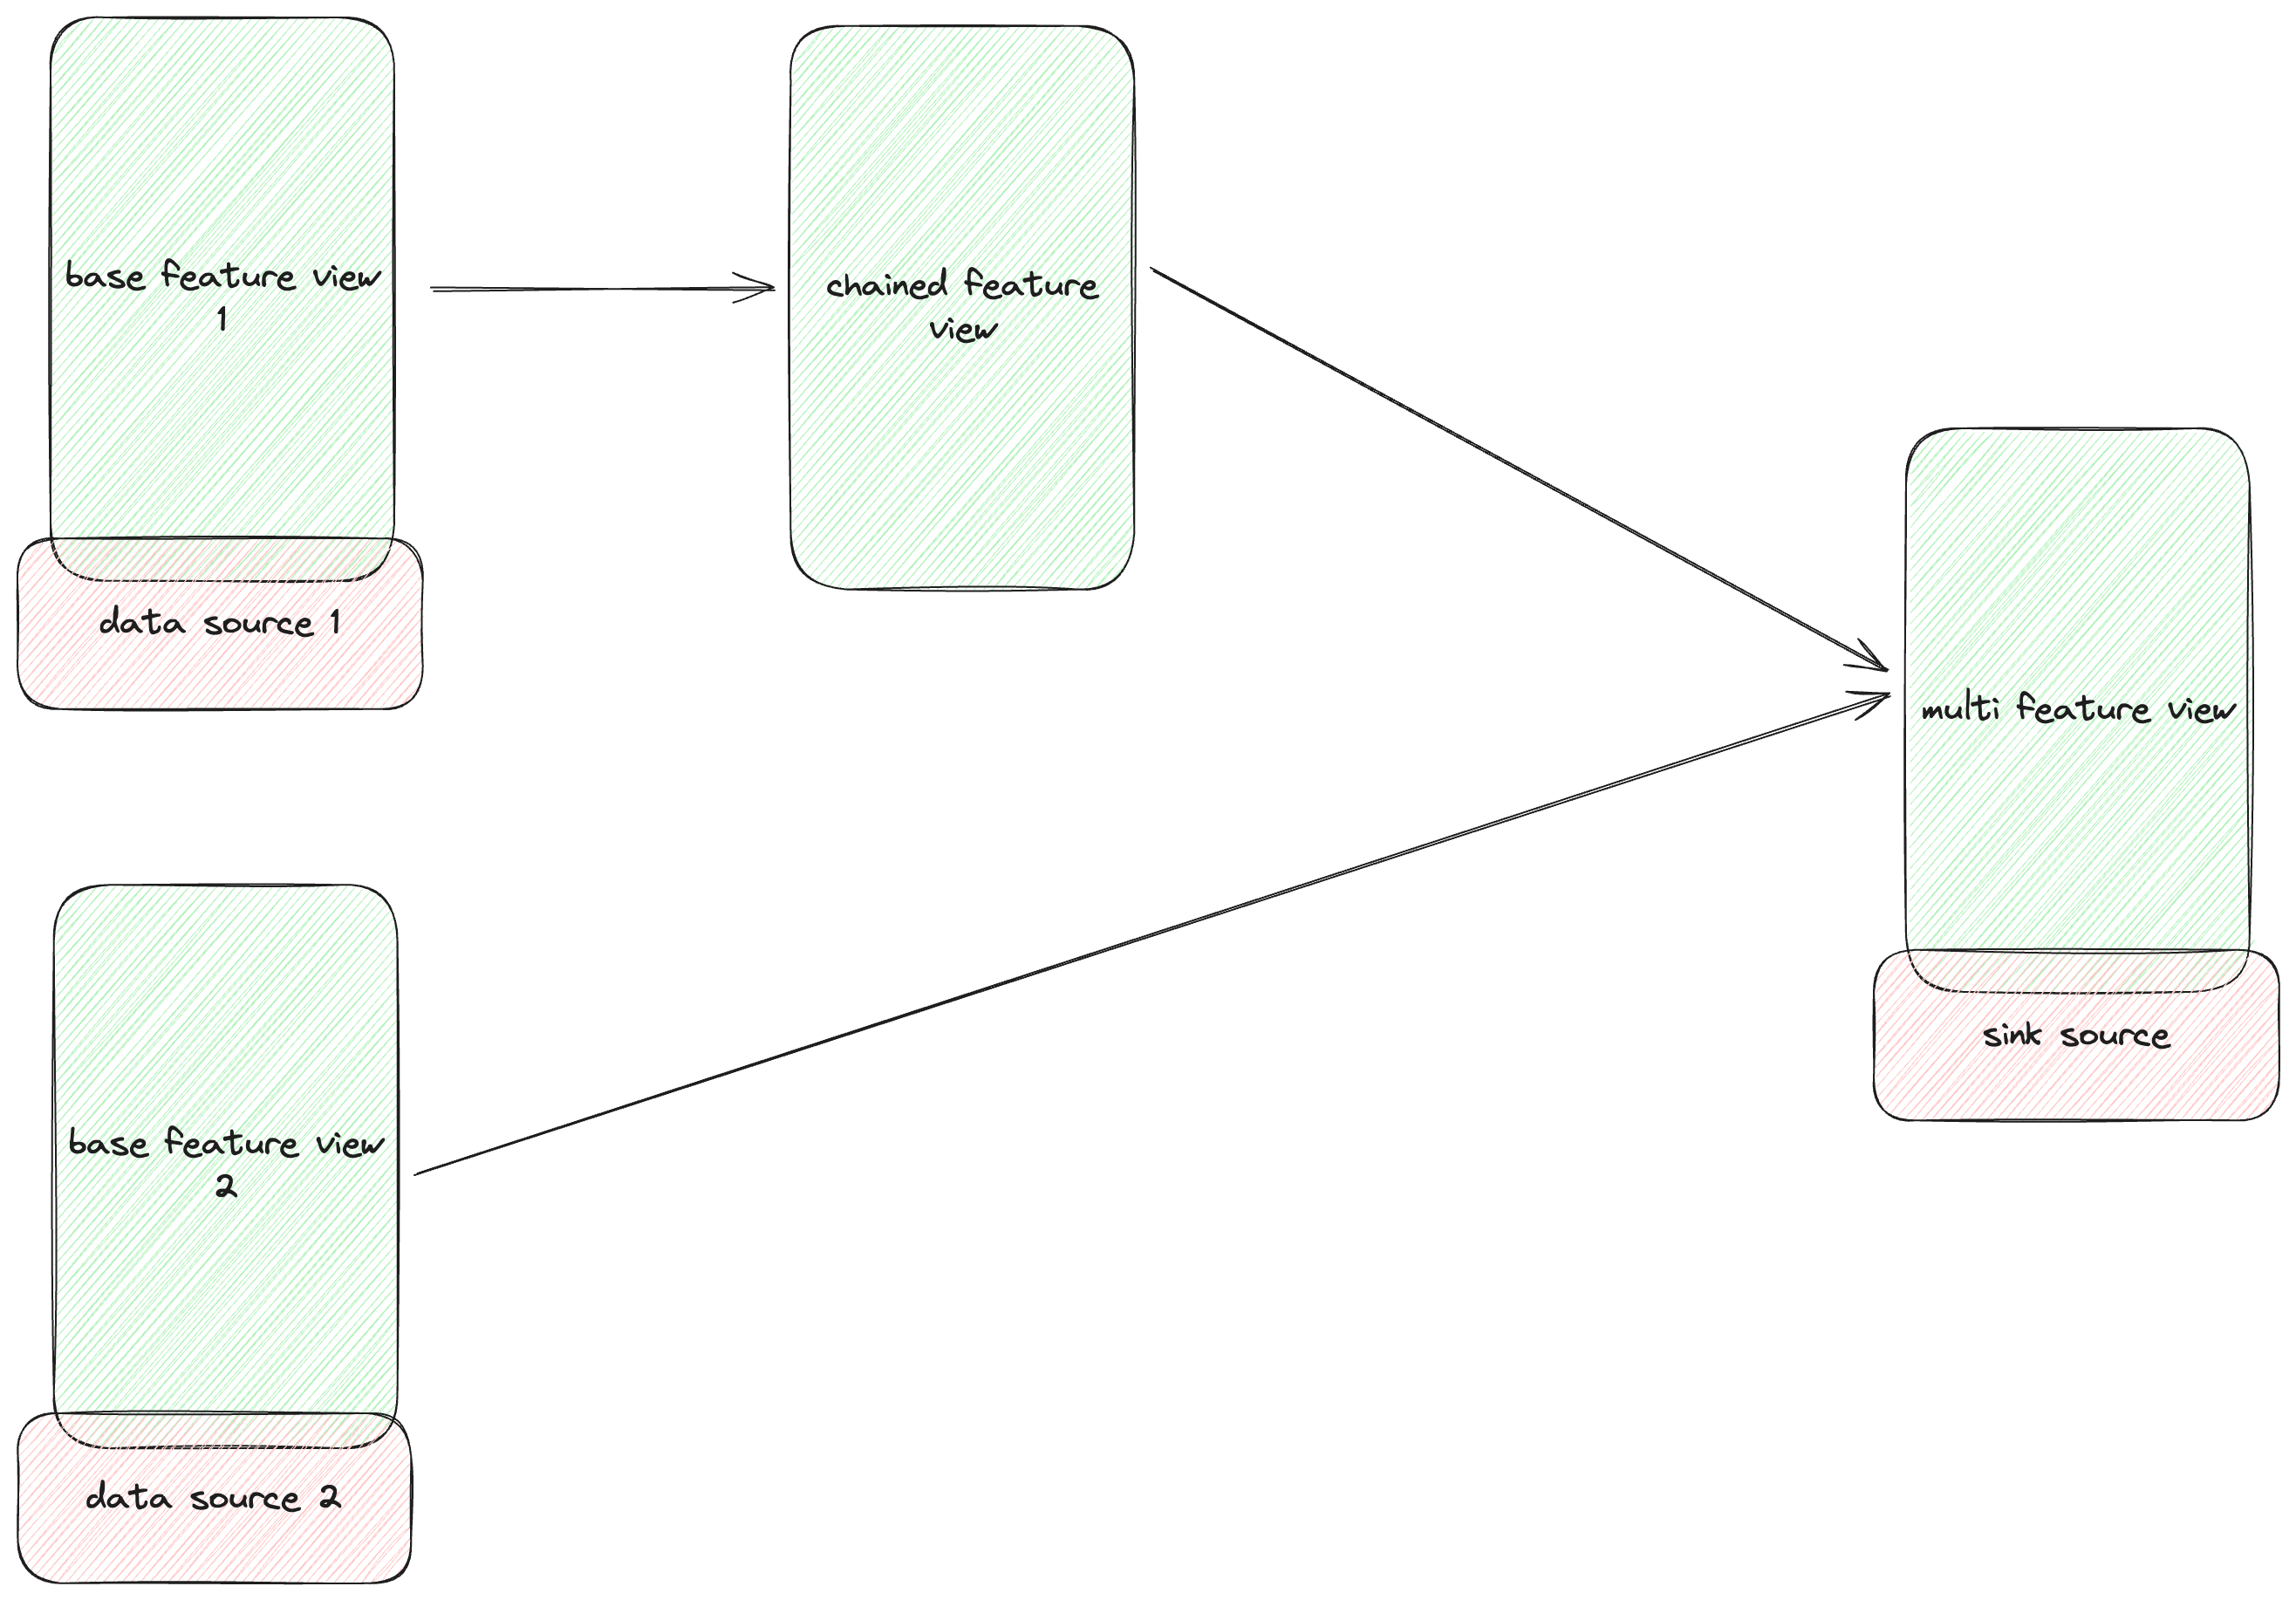 base feature view
1
data source 1
chained feature
view
multi feature view
sink source
base feature view
2
data source 2